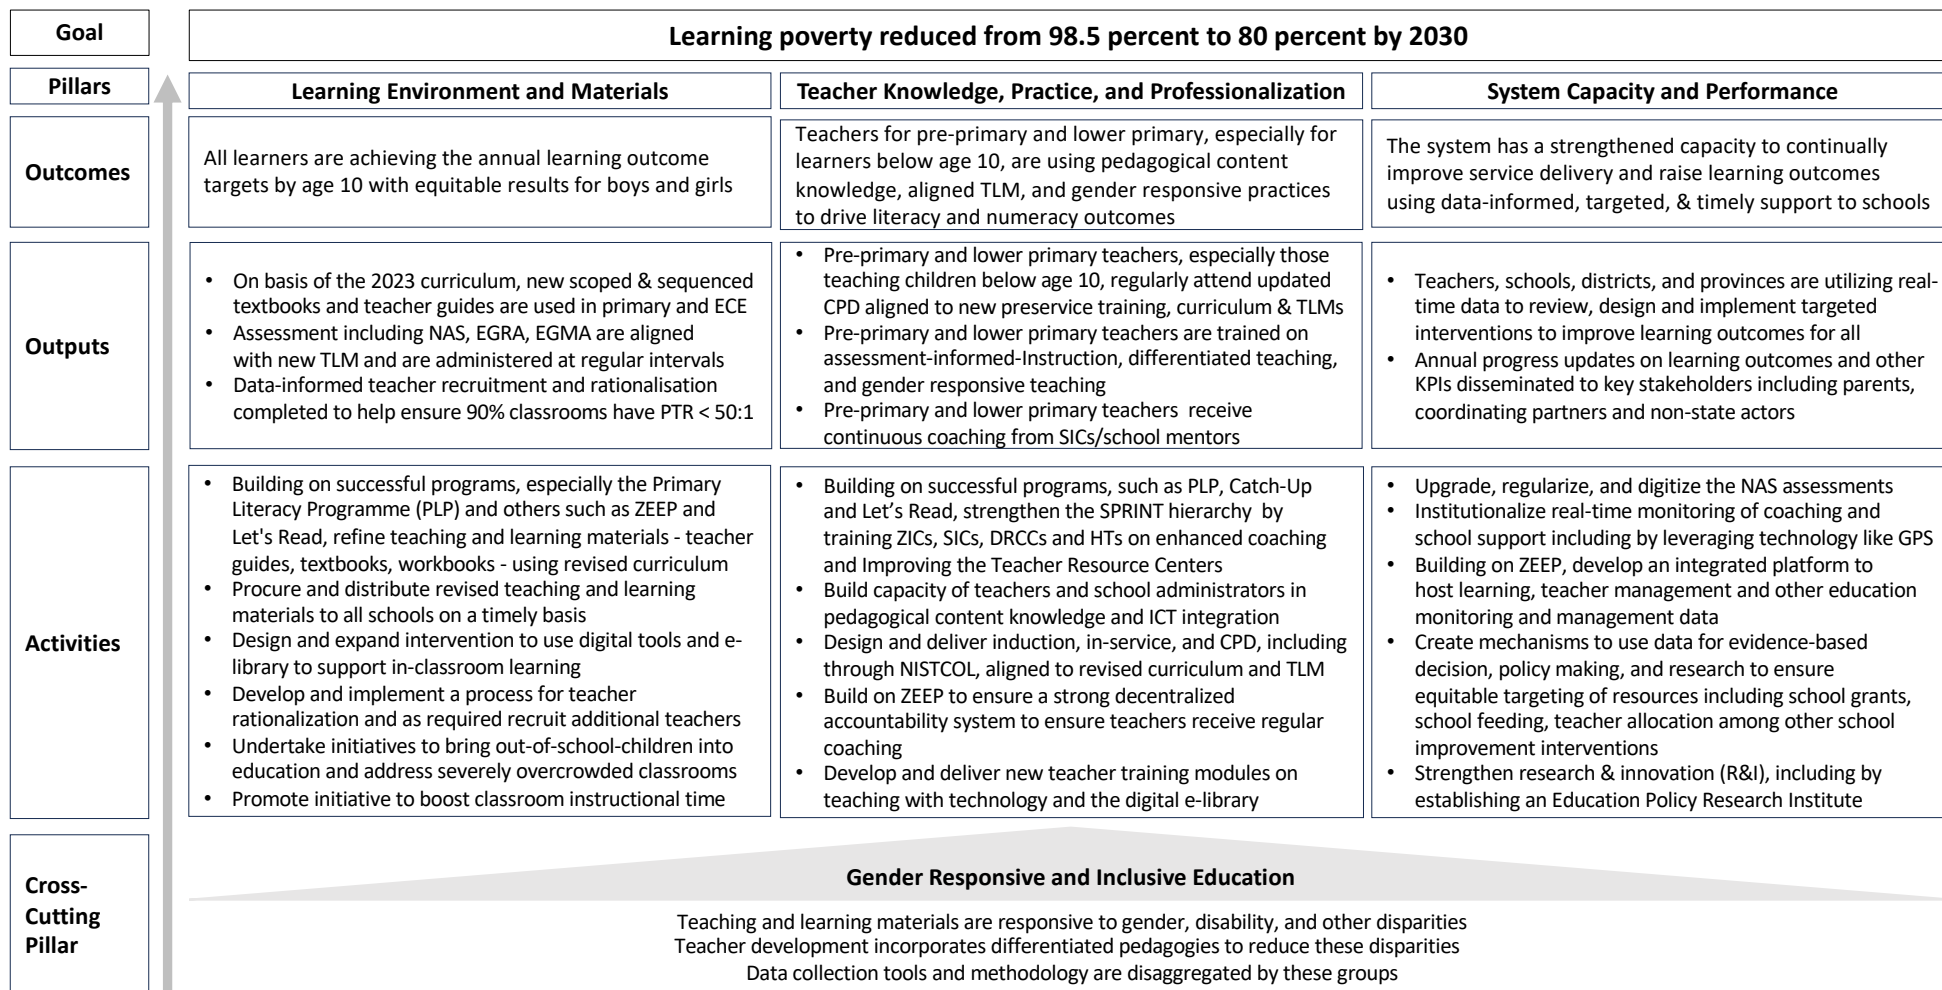 Goal
Learning poverty reduced from 98.5 percent to 80 percent by 2030
Pillars
Learning Environment and Materials
Teacher Knowledge, Practice, and Professionalization
System Capacity and Performance
Outcomes
All learners are achieving the annual learning outcome
targets by age 10 with equitable results for boys and girls
Teachers for pre-primary and lower primary, especially for
learners below age 10, are using pedagogical content
knowledge, aligned TLM, and gender responsive practices
to drive literacy and numeracy outcomes
The system has a strengthened capacity to continually
improve service delivery and raise learning outcomes
using data-informed, targeted, & timely support to schools
Outputs
• On basis of the 2023 curriculum, new scoped & sequenced
textbooks and teacher guides are used in primary and ECE
• Assessment including NAS, EGRA, EGMA are aligned
with new TLM and are administered at regular intervals
• Data-informed teacher recruitment and rationalisation
completed to help ensure 90% classrooms have PTR < 50:1
• Pre-primary and lower primary teachers, especially those
teaching children below age 10, regularly attend updated
CPD aligned to new preservice training, curriculum & TLMs
• Pre-primary and lower primary teachers are trained on
assessment-informed-Instruction, differentiated teaching,
and gender responsive teaching
• Pre-primary and lower primary teachers receive
continuous coaching from SICs/school mentors
• Teachers, schools, districts, and provinces are utilizing real-
time data to review, design and implement targeted
interventions to improve learning outcomes for all
• Annual progress updates on learning outcomes and other
KPIs disseminated to key stakeholders including parents,
coordinating partners and non-state actors
Activities
• Building on successful programs, especially the Primary
Literacy Programme (PLP) and others such as ZEEP and
Let's Read, refine teaching and learning materials - teacher
guides, textbooks, workbooks - using revised curriculum
• Procure and distribute revised teaching and learning
materials to all schools on a timely basis
• Design and expand intervention to use digital tools and e-
library to support in-classroom learning
• Develop and implement a process for teacher
rationalization and as required recruit additional teachers
• Undertake initiatives to bring out-of-school-children into
education and address severely overcrowded classrooms
• Promote initiative to boost classroom instructional time
• Building on successful programs, such as PLP, Catch-Up
and Let’s Read, strengthen the SPRINT hierarchy by
training ZICs, SICs, DRCCs and HTs on enhanced coaching
and Improving the Teacher Resource Centers
• Build capacity of teachers and school administrators in
pedagogical content knowledge and ICT integration
• Design and deliver induction, in-service, and CPD, including
through NISTCOL, aligned to revised curriculum and TLM
• Build on ZEEP to ensure a strong decentralized
accountability system to ensure teachers receive regular
coaching
• Develop and deliver new teacher training modules on
teaching with technology and the digital e-library
• Upgrade, regularize, and digitize the NAS assessments
• Institutionalize real-time monitoring of coaching and
school support including by leveraging technology like GPS
• Building on ZEEP, develop an integrated platform to
host learning, teacher management and other education
monitoring and management data
• Create mechanisms to use data for evidence-based
decision, policy making, and research to ensure
equitable targeting of resources including school grants,
school feeding, teacher allocation among other school
improvement interventions
• Strengthen research & innovation (R&I), including by
establishing an Education Policy Research Institute
Cross-
Cutting
Pillar
Gender Responsive and Inclusive Education
Teaching and learning materials are responsive to gender, disability, and other disparities
Teacher development incorporates differentiated pedagogies to reduce these disparities
Data collection tools and methodology are disaggregated by these groups